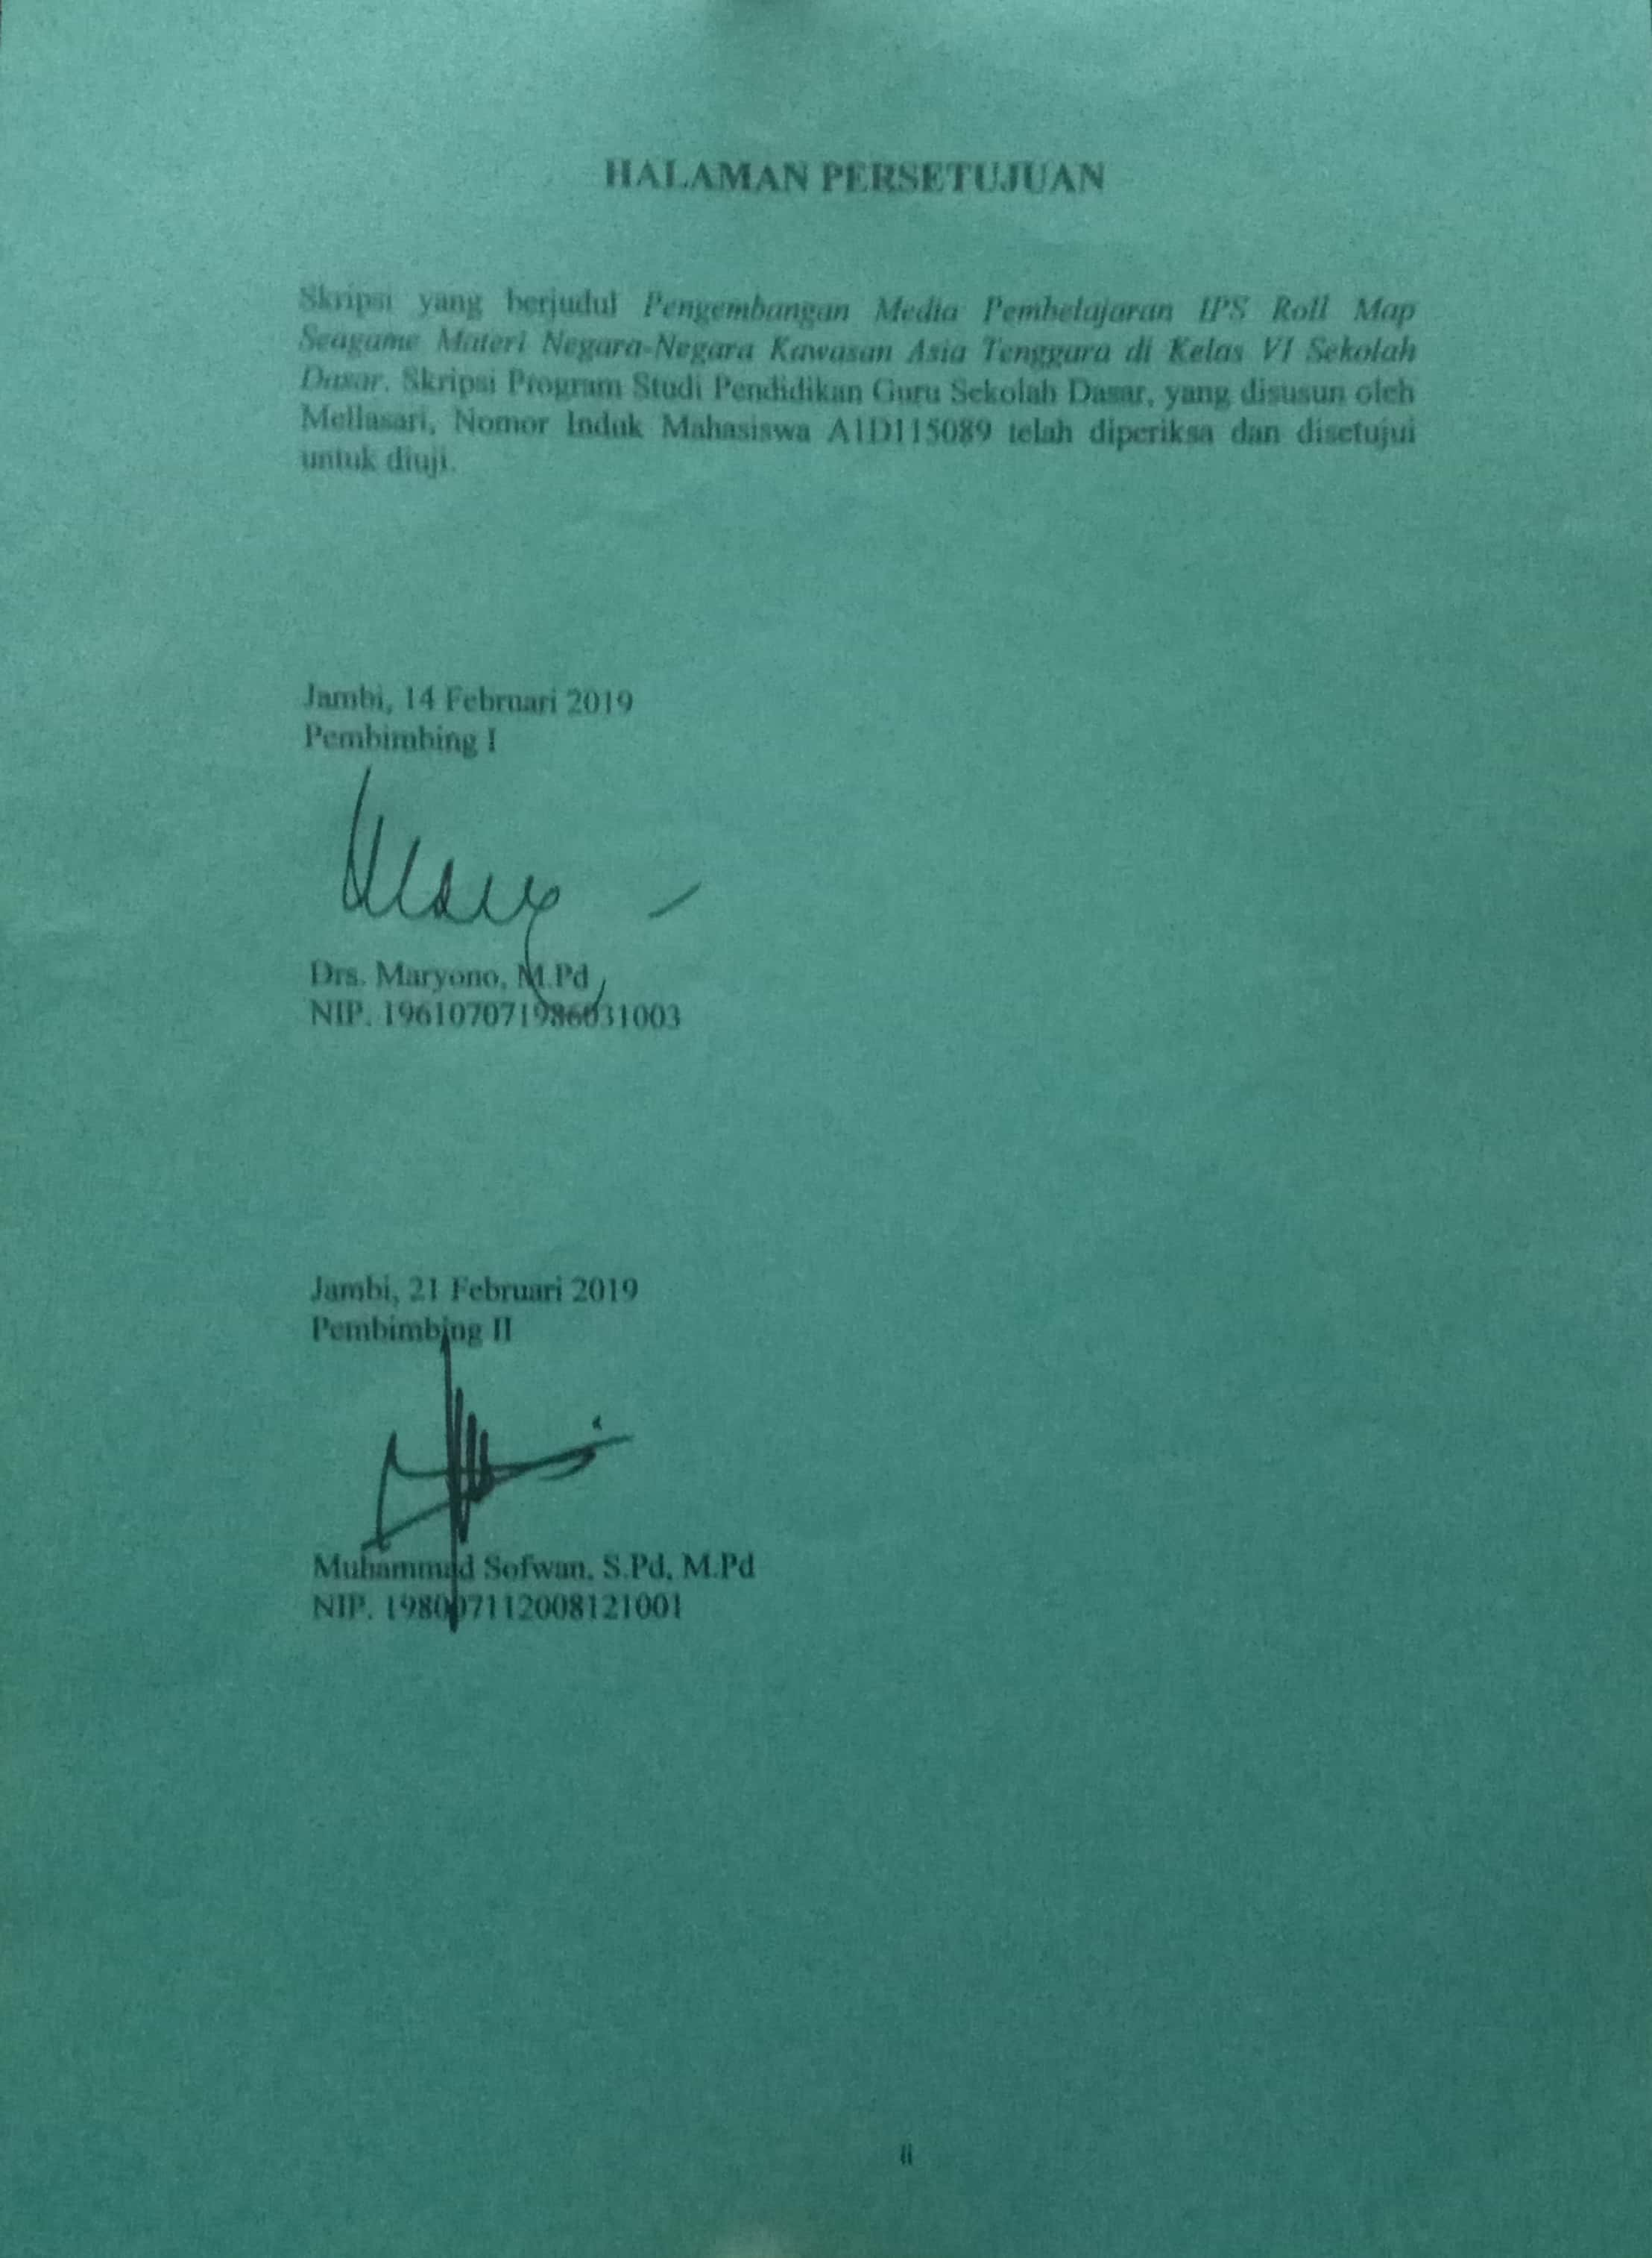 HALAMAN PERSETUJUAN
Skripsi yang berjudul Pengembangan Media Pembelajaran IPS Roll Map
Seagame Materi Negara-Negara Kawasan Asia Tenggara di Kelas VI Sekolah
Dasar. Skripsi Program Studi Pendidikan Guru Sekolah Dasar, yang disusun oleh
Mellasari, Nomor Induk Mahasiswa A1D115089 telah diperiksa dan disetujui
untuk diuji.
Jambi, 14 Februari 2019
Pembimbing I
Drs. Maryono, M.Pd
NIP. 196107071986031003
Jambi, 21 Februari 2019
Pembimbing II
Muhammad Sofwan, S.Pd, M.Pd
NIP. 198007112008121001
ii